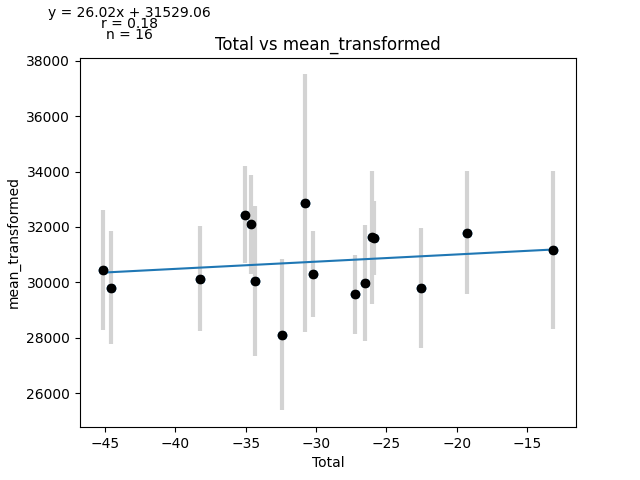 y = 26.02x + 31529.06
r = 0.18
n = 16
Total vs mean_transformed
38000
36000
34000
32000
30000
28000
26000
mean_transformed
−45
−40
−35
−30
−25
−20
−15
Total